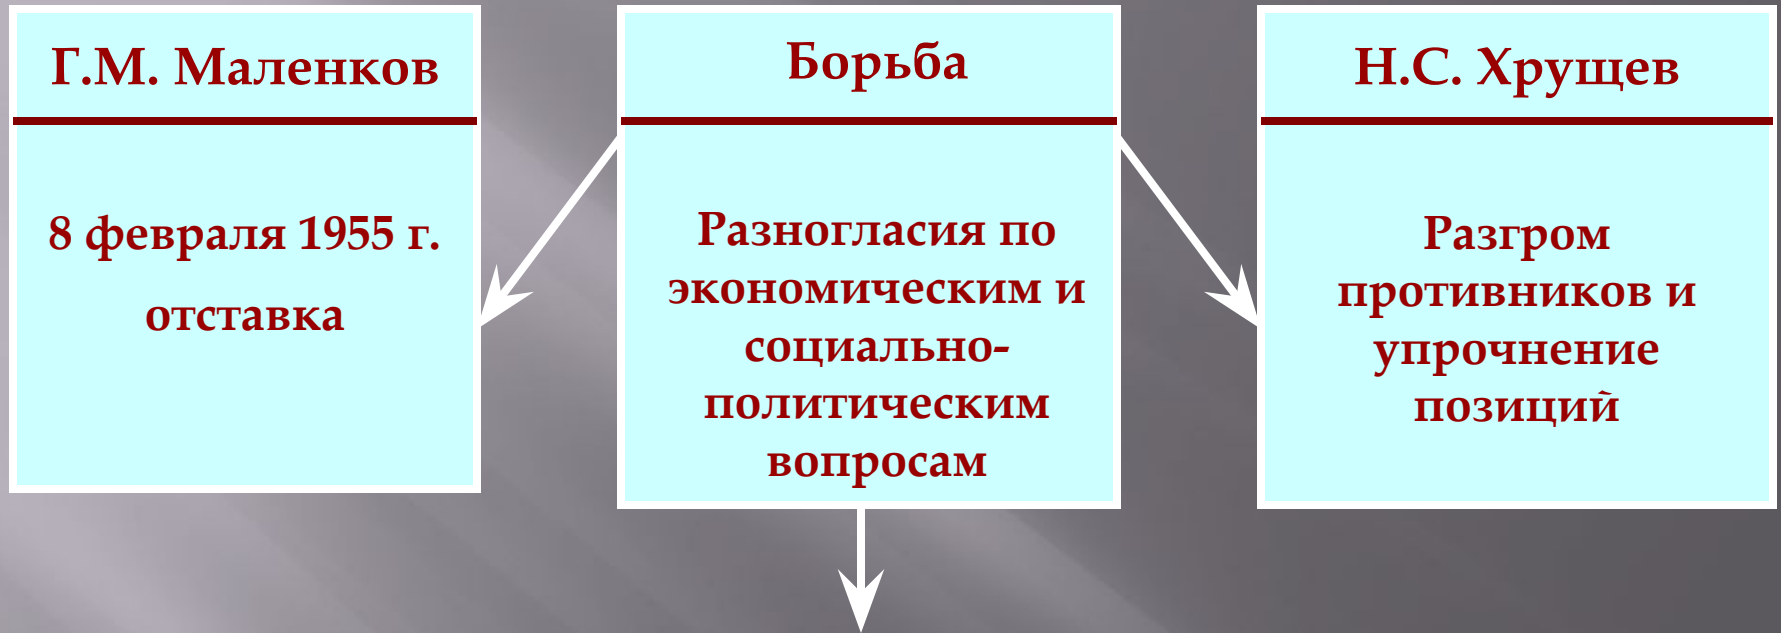 Г.М. Маленков
8 февраля 1955 г.
отставка
Борьба
Разногласия по
экономическим и
социально-
политическим
вопросам
Н.С. Хрущев
Разгром
противников и
упрочнение
позиций